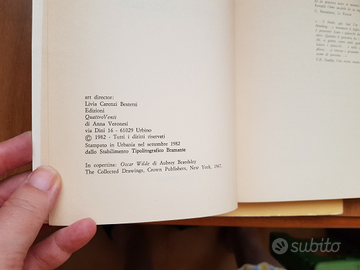 art director:
Livia Carenzi Beseni
Edizioni
QuattroVenti
di Anna Veronesi
via Dini 16 - 61029 Urbino
© 1982 - Tutti i diritti riservati
Stampato in Urbania nel settembre 1982
dallo Stabilimento Tipolitografico Bramante
In copertina: Oscar Wilde di Aubrey Beardsley
The Collected Drawings, Crown Publishers, New York, 1967.
subito